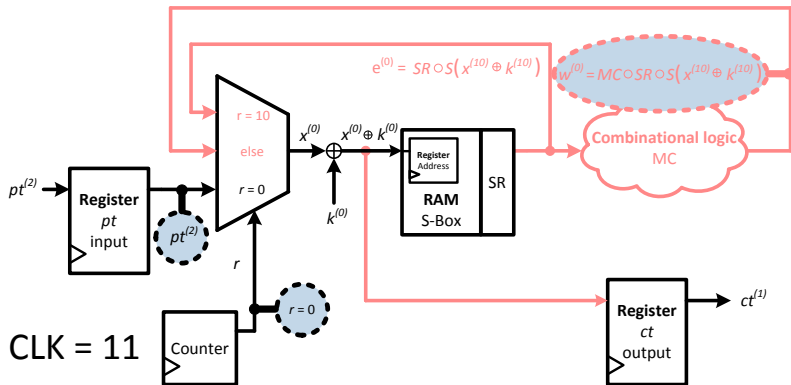 e⁽⁰⁾ = SR∘S(x⁽¹⁰⁾⊕ k⁽¹⁰⁾)
w⁽⁰⁾=MC∘SR∘S(x⁽¹⁰⁾⊕ k⁽¹⁰⁾)
r = 10
else
r = 0
x⁽⁰⁾
x⁽⁰⁾⊕ k⁽⁰⁾
k⁽⁰⁾
Register
Address
RAM
S-Box
SR
Combinational logic
MC
pt⁽²⁾
Register
pt
input
pt⁽²⁾
r
r = 0
Counter
CLK = 11
Register
ct
output
ct⁽¹⁾